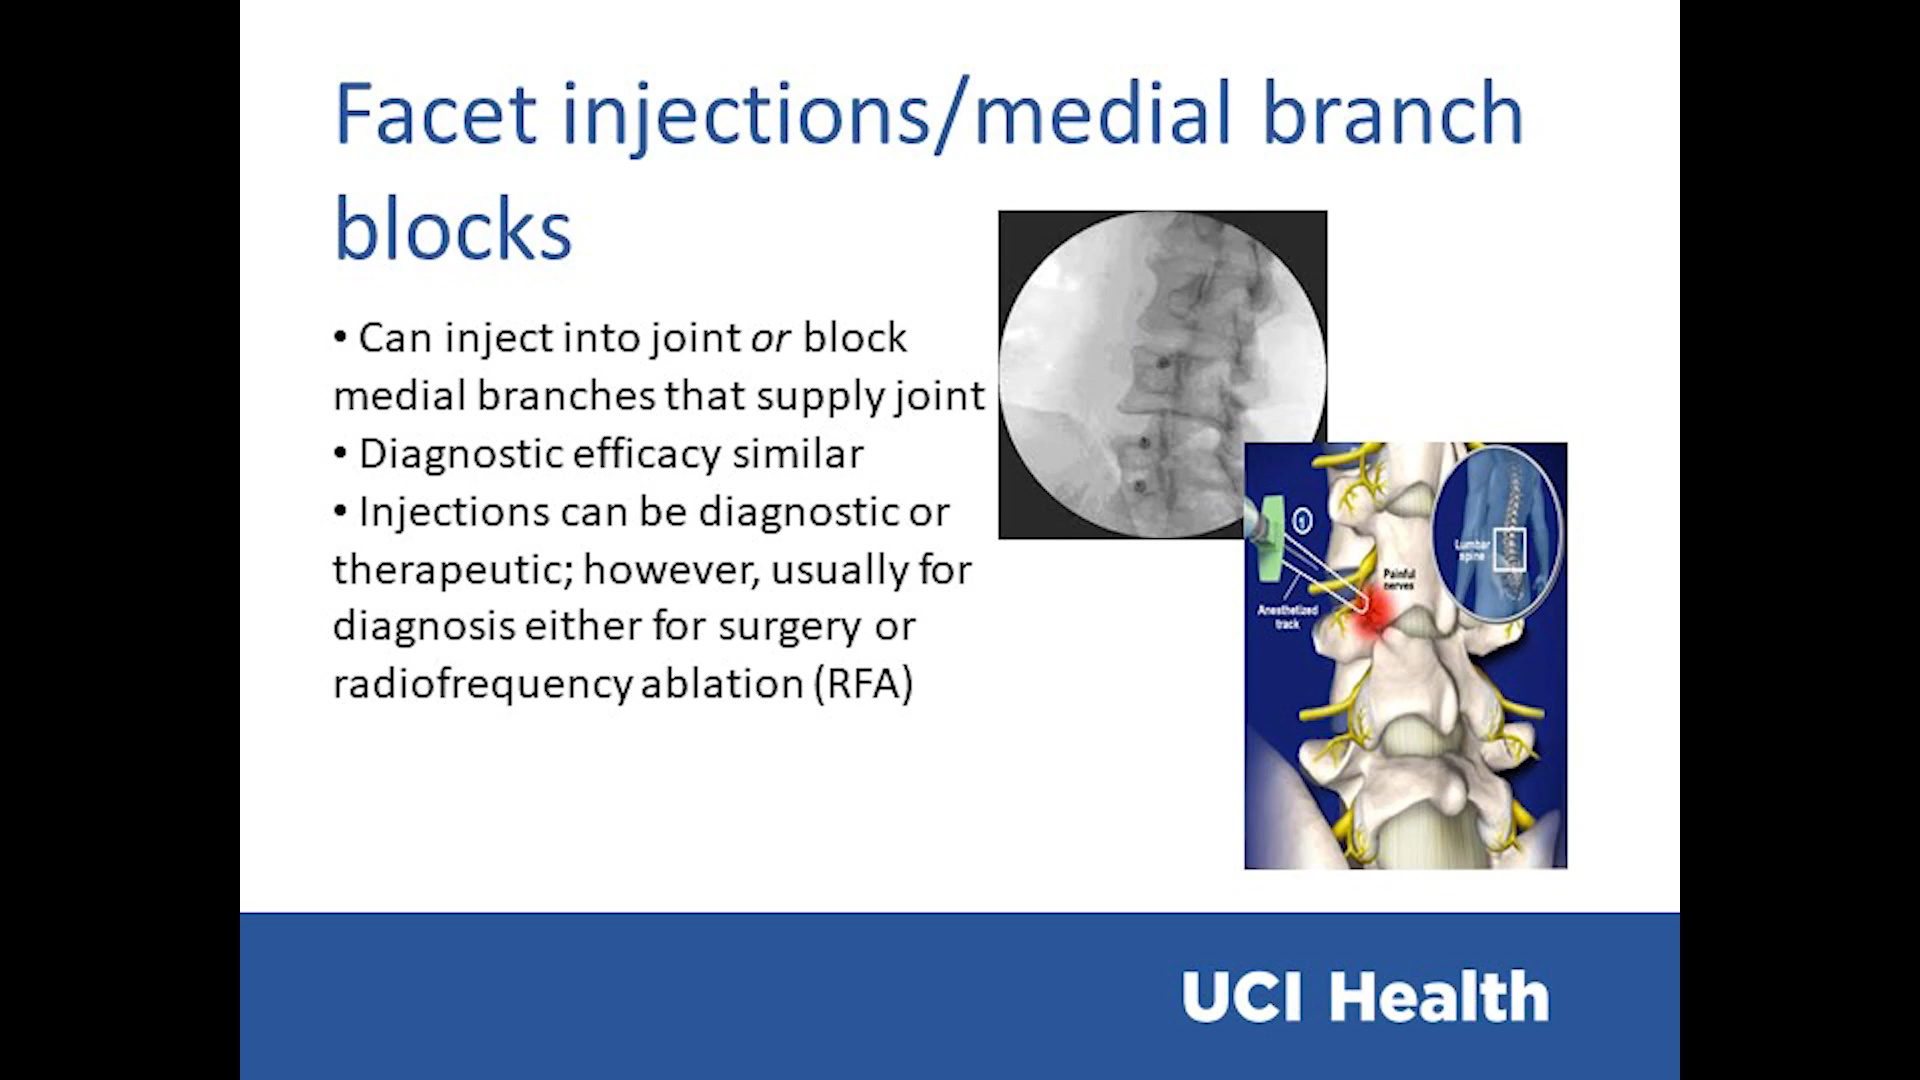 Facet injections/medial branch
blocks
• Can inject into joint or block
medial branches that supply joint
• Diagnostic efficacy similar
• Injections can be diagnostic or
therapeutic; however, usually for
diagnosis either for surgery or
radiofrequency ablation (RFA)
1
Lumbar
spine
Painful
nerves
Anesthetized
track
UCI Health